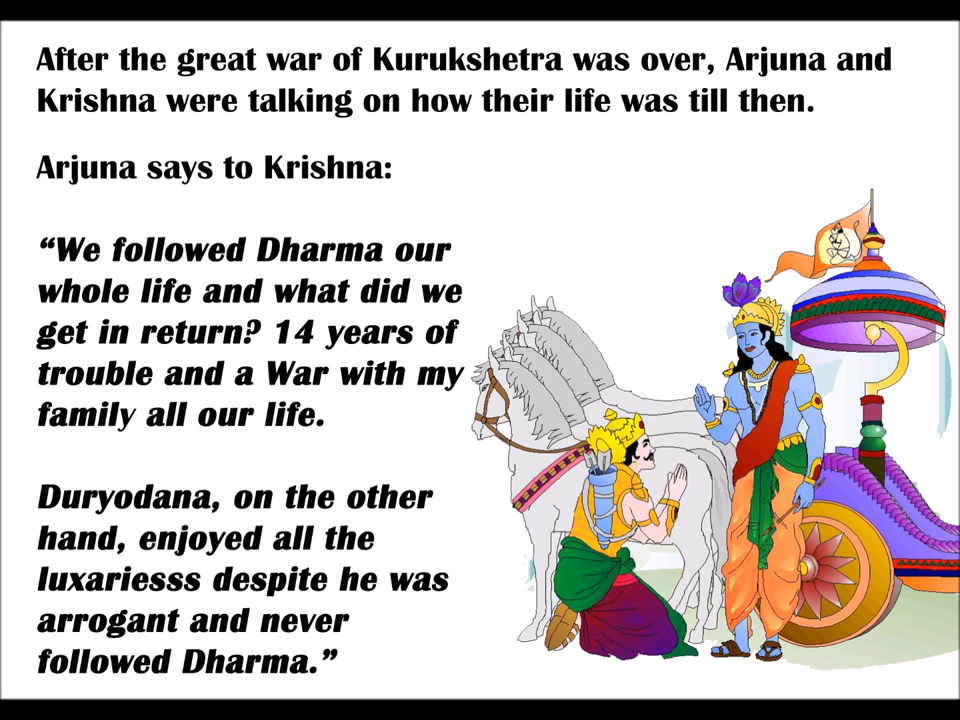 After the great war of Kurukshetra was over, Arjuna and
Krishna were talking on how their life was till then.
Arjuna says to Krishna:
“We followed Dharma our
whole life and what did we
get in return? 14 years of
trouble and a War with my
family all our life.
Duryodana, on the other
hand, enjoyed all the
luxariesss despite he was
arrogant and never
followed Dharma.”